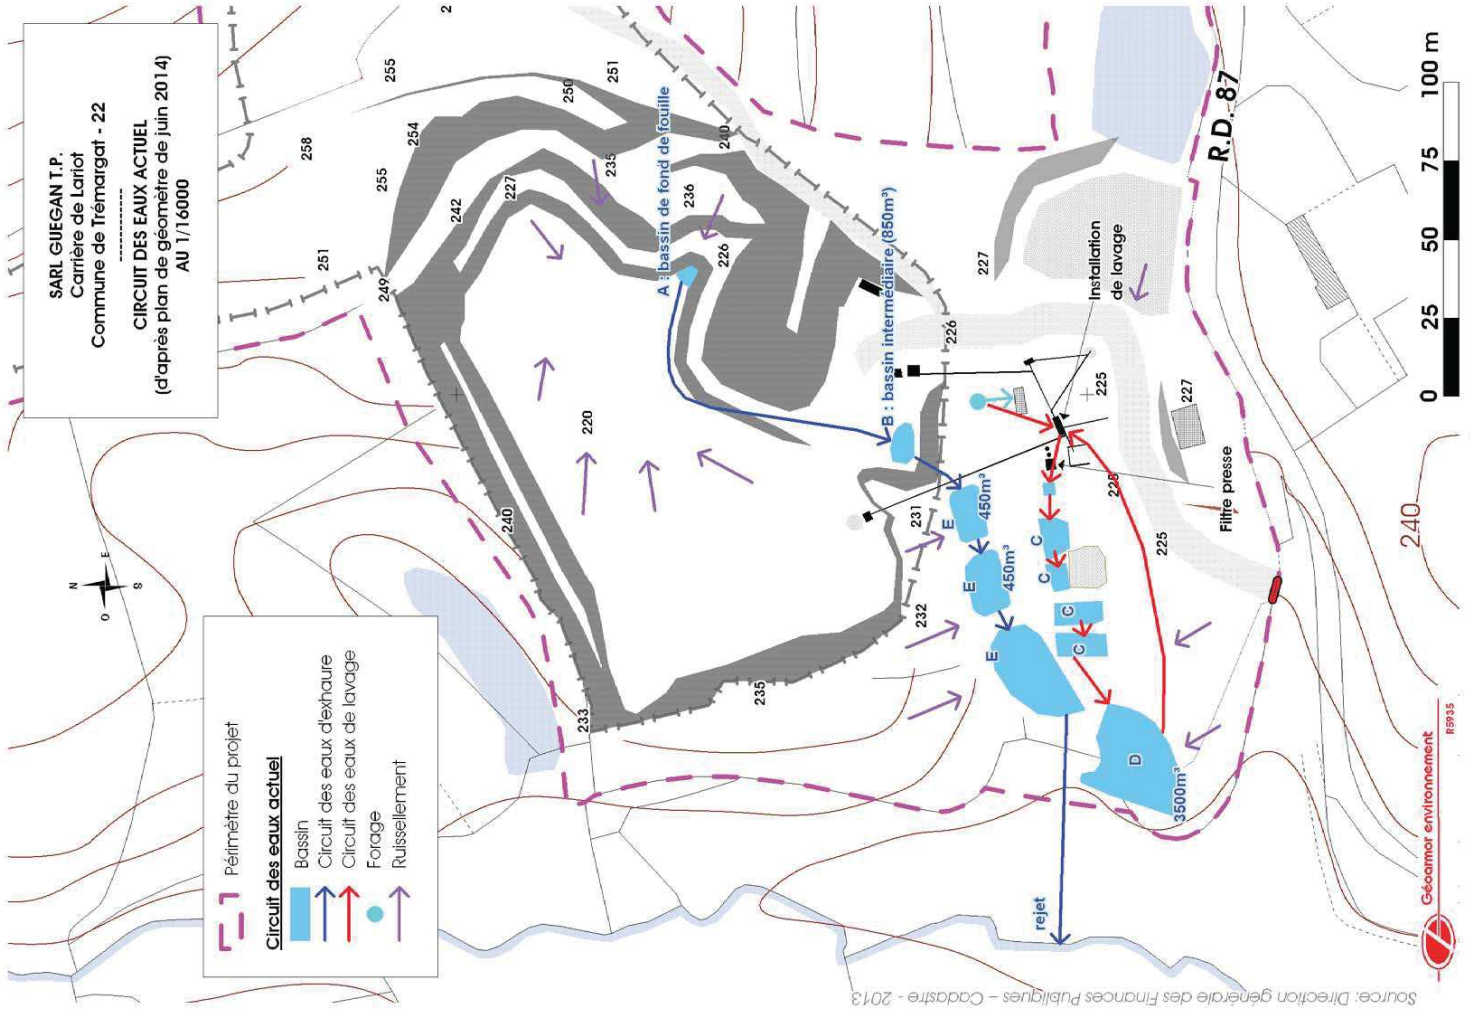 SARL GUEGAN T.P.
Carrière de Lariot
Commune de Trémargat - 22
------------
CIRCUIT DES EAUX ACTUEL
(d'après plan de géomètre de juin 2014)
AU 1/16000
N
O
E
S
Périmètre du projet
Circuit des eaux actuel
Bassin
Circuit des eaux d'exhaure
Circuit des eaux de lavage
Forage
Ruissellement
2
255
251
250
254
258
255
235
240
227
242
236
251
249
226
A : bassin de fond de fouille
B : bassin intermédiaire (850m³)
R.D. 87
227
Installation
de lavage
226
220
225
227
240
231
225
Filtre presse
225
E
450m³
E
450m³
E
C
C
C
C
232
235
233
D
3500m³
rejet
240
0
25
50
75
100 m
Géoarmor environnement
R5935
Source: Direction générale des Finances Publiques – Cadastre - 2013